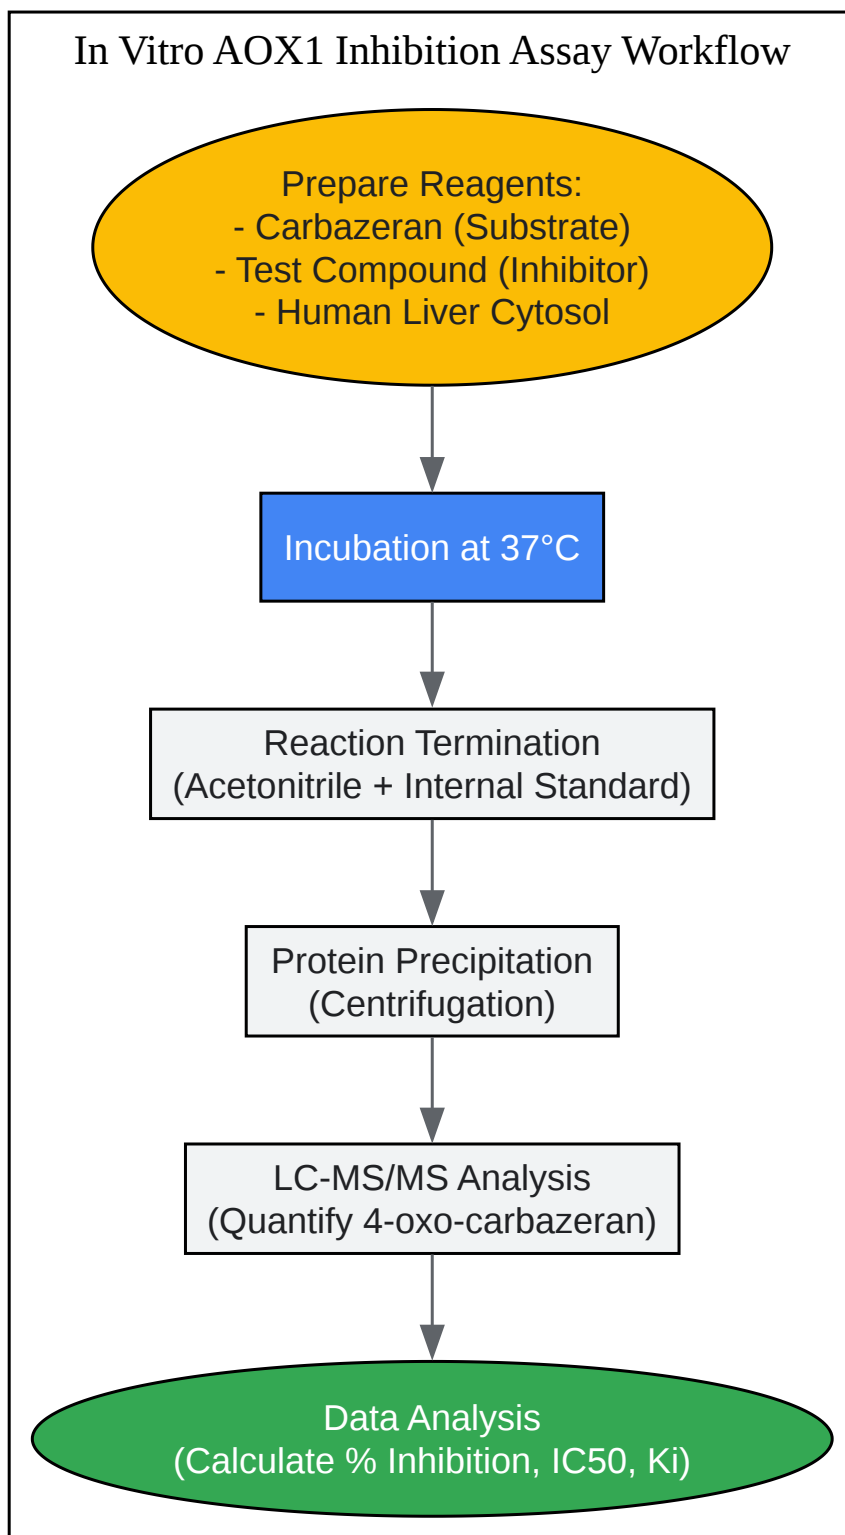 In Vitro AOX1 Inhibition Assay Workflow
Prepare Reagents:
- Carbazeran (Substrate)
- Test Compound (Inhibitor)
- Human Liver Cytosol
Incubation at 37°C
Reaction Termination
(Acetonitrile + Internal Standard)
Protein Precipitation
(Centrifugation)
LC-MS/MS Analysis
(Quantify 4-oxo-carbazeran)
Data Analysis
(Calculate % Inhibition, IC50, Ki)